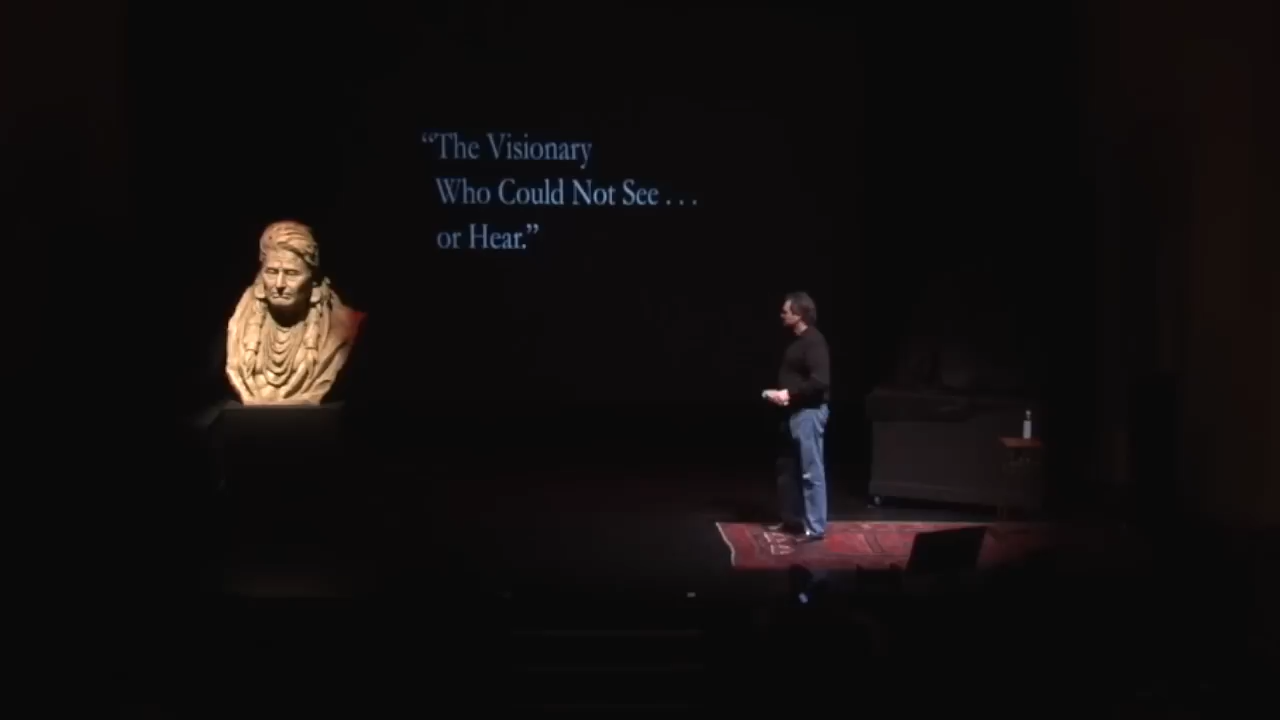 “The Visionary
Who Could Not See . . .
or Hear.”